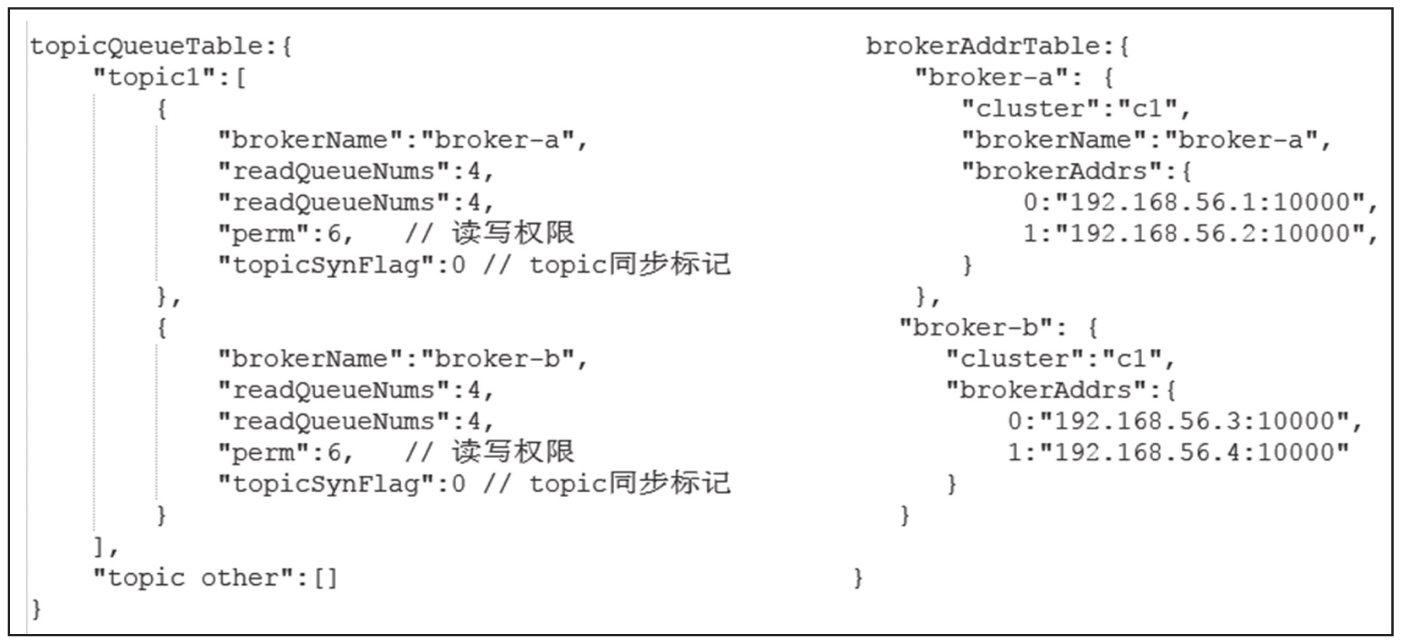 topicQueueTable:{
    "topic1":[
        {
            "brokerName":"broker-a",
            "readQueueNums":4,
            "readQueueNums":4,
            "perm":6,   // 读写权限
            "topicSynFlag":0 // topic同步标记
        },
        {
            "brokerName":"broker-b",
            "readQueueNums":4,
            "readQueueNums":4,
            "perm":6,   // 读写权限
            "topicSynFlag":0 // topic同步标记
        }
    ],
    "topic other":[]
}
brokerAddrTable:{
    "broker-a": {
        "cluster":"c1",
        "brokerName":"broker-a",
        "brokerAddrs":{
            0:"192.168.56.1:10000",
            1:"192.168.56.2:10000",
        }
    },
   "broker-b": {
       "cluster":"c1",
       "brokerAddrs":{
           0:"192.168.56.3:10000",
           1:"192.168.56.4:10000"
       }
   }
}